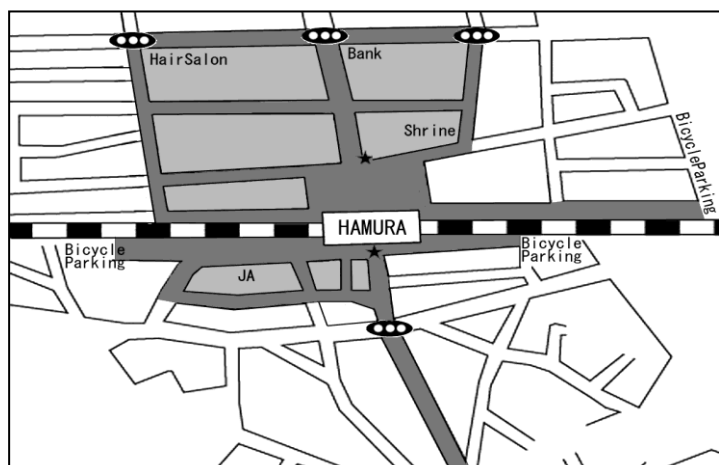 HairSalon
Bank
Shrine
BicycleParking
HAMURA
Bicycle
Parking
Bicycle
Parking
JA